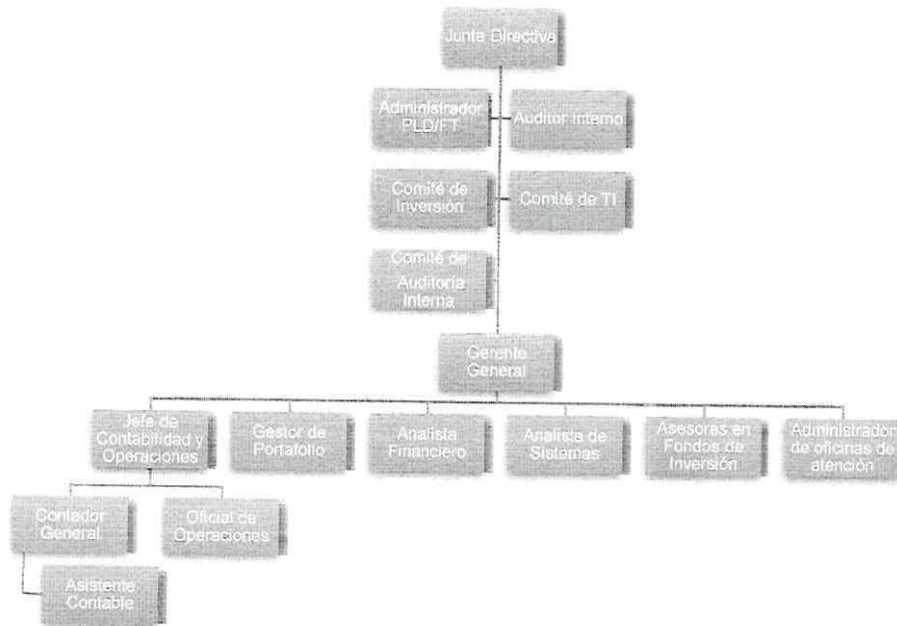 Junta Directiva
Administrador
PLD/FT
Auditor Interno
Comité de
Inversión
Comité de TI
Comité de
Auditoría
Interna
Gerente
General
Jefe de
Contabilidad y
Operaciones
Gestor de
Portafolio
Analista
Financiero
Analista de
Sistemas
Asesores en
Fondos de
Inversión
Administrador
de oficinas de
atención
Contador
General
Oficial de
Operaciones
Asistente
Contable